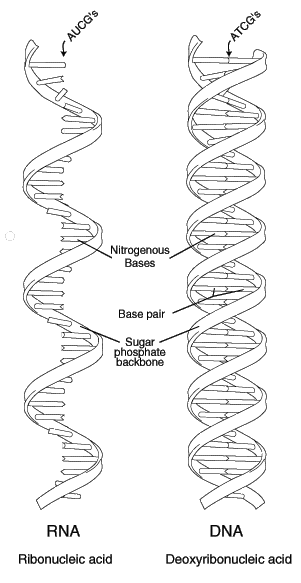 AUCG's
ATCG's
Nitrogenous
Bases
Base pair
Sugar
phosphate
backbone
RNA
DNA
Ribonucleic acid
Deoxyribonucleic acid